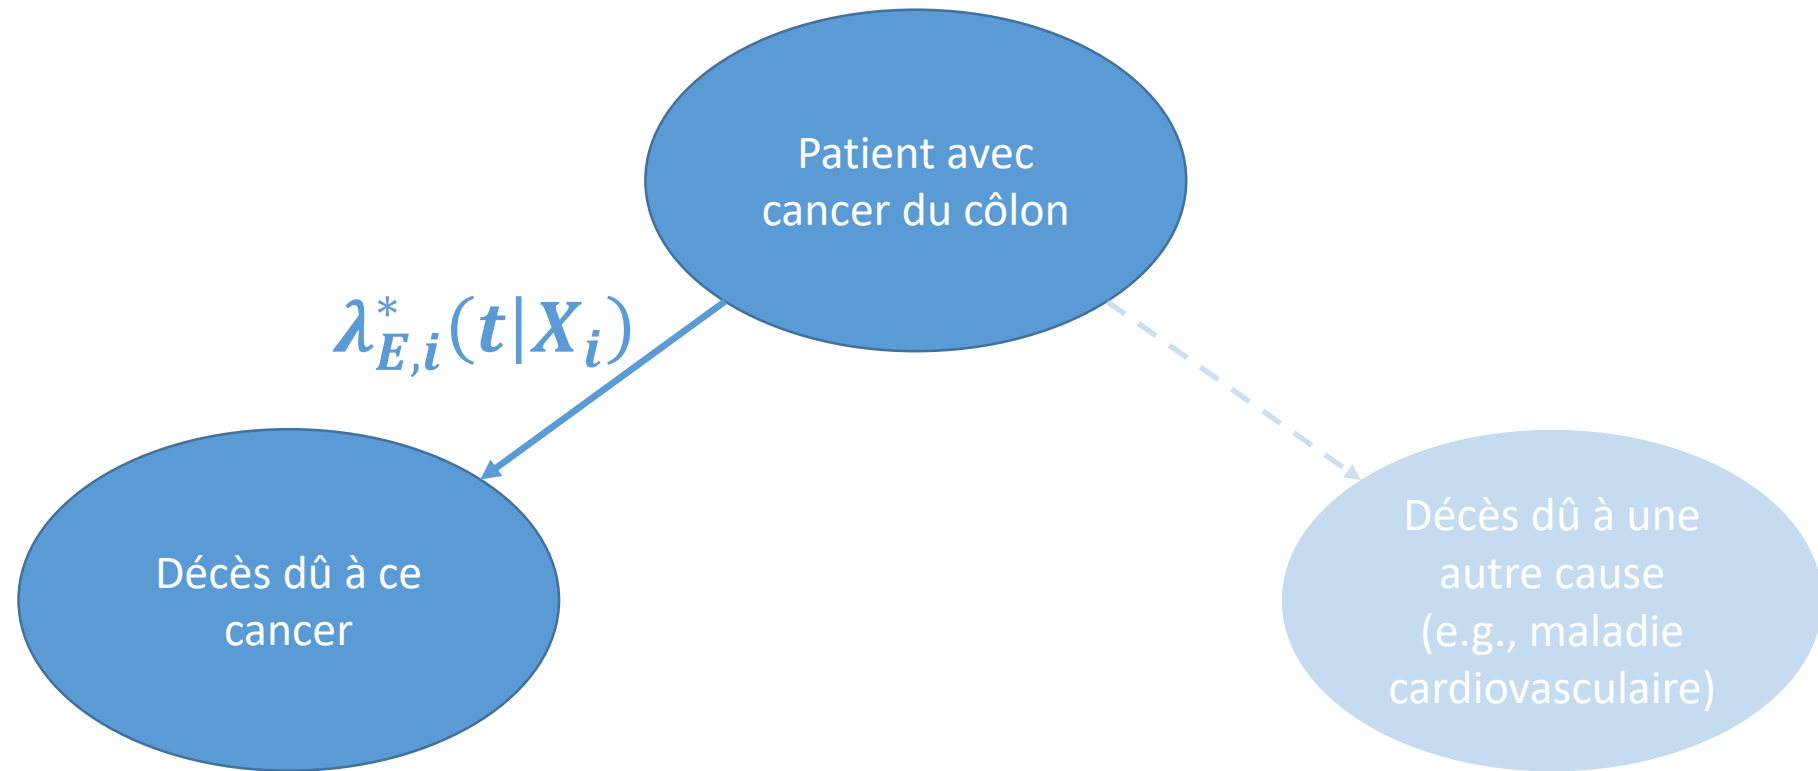 Patient avec
cancer du côlon
λ*E,i(t|Xi)
Décès dû à ce
cancer
Décès dû à une
autre cause
(e.g., maladie
cardiovasculaire)